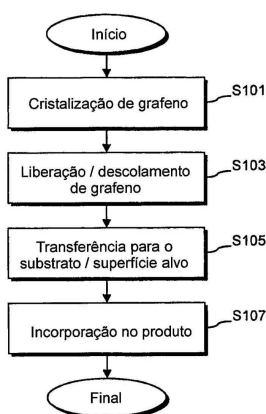 Início
S101
Cristalização de grafeno
S103
Liberação / descolamento
de grafeno
S105
Transferência para o
substrato / superfície alvo
S107
Incorporação no produto
Final